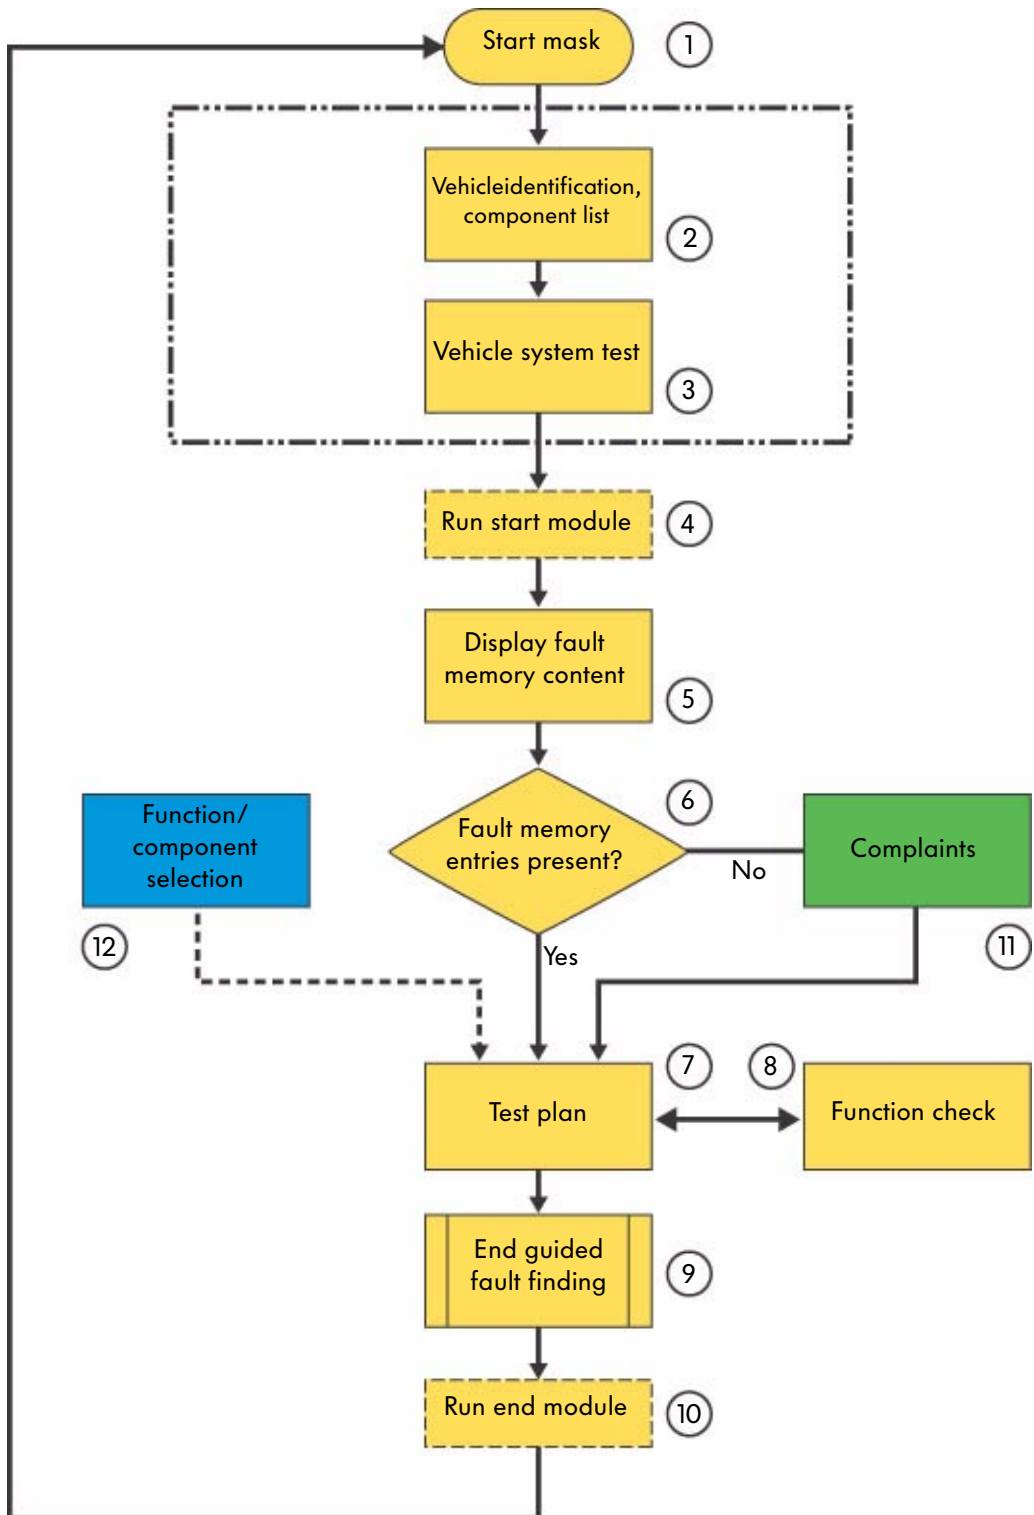 Start mask
1
Vehicleidentification,
component list
2
Vehicle system test
3
Run start module
4
Display fault
memory content
5
6
Fault memory
entries present?
No
Complaints
11
Function/
component
selection
12
Yes
7
8
Test plan
Function check
End guided
fault finding
9
Run end module
10